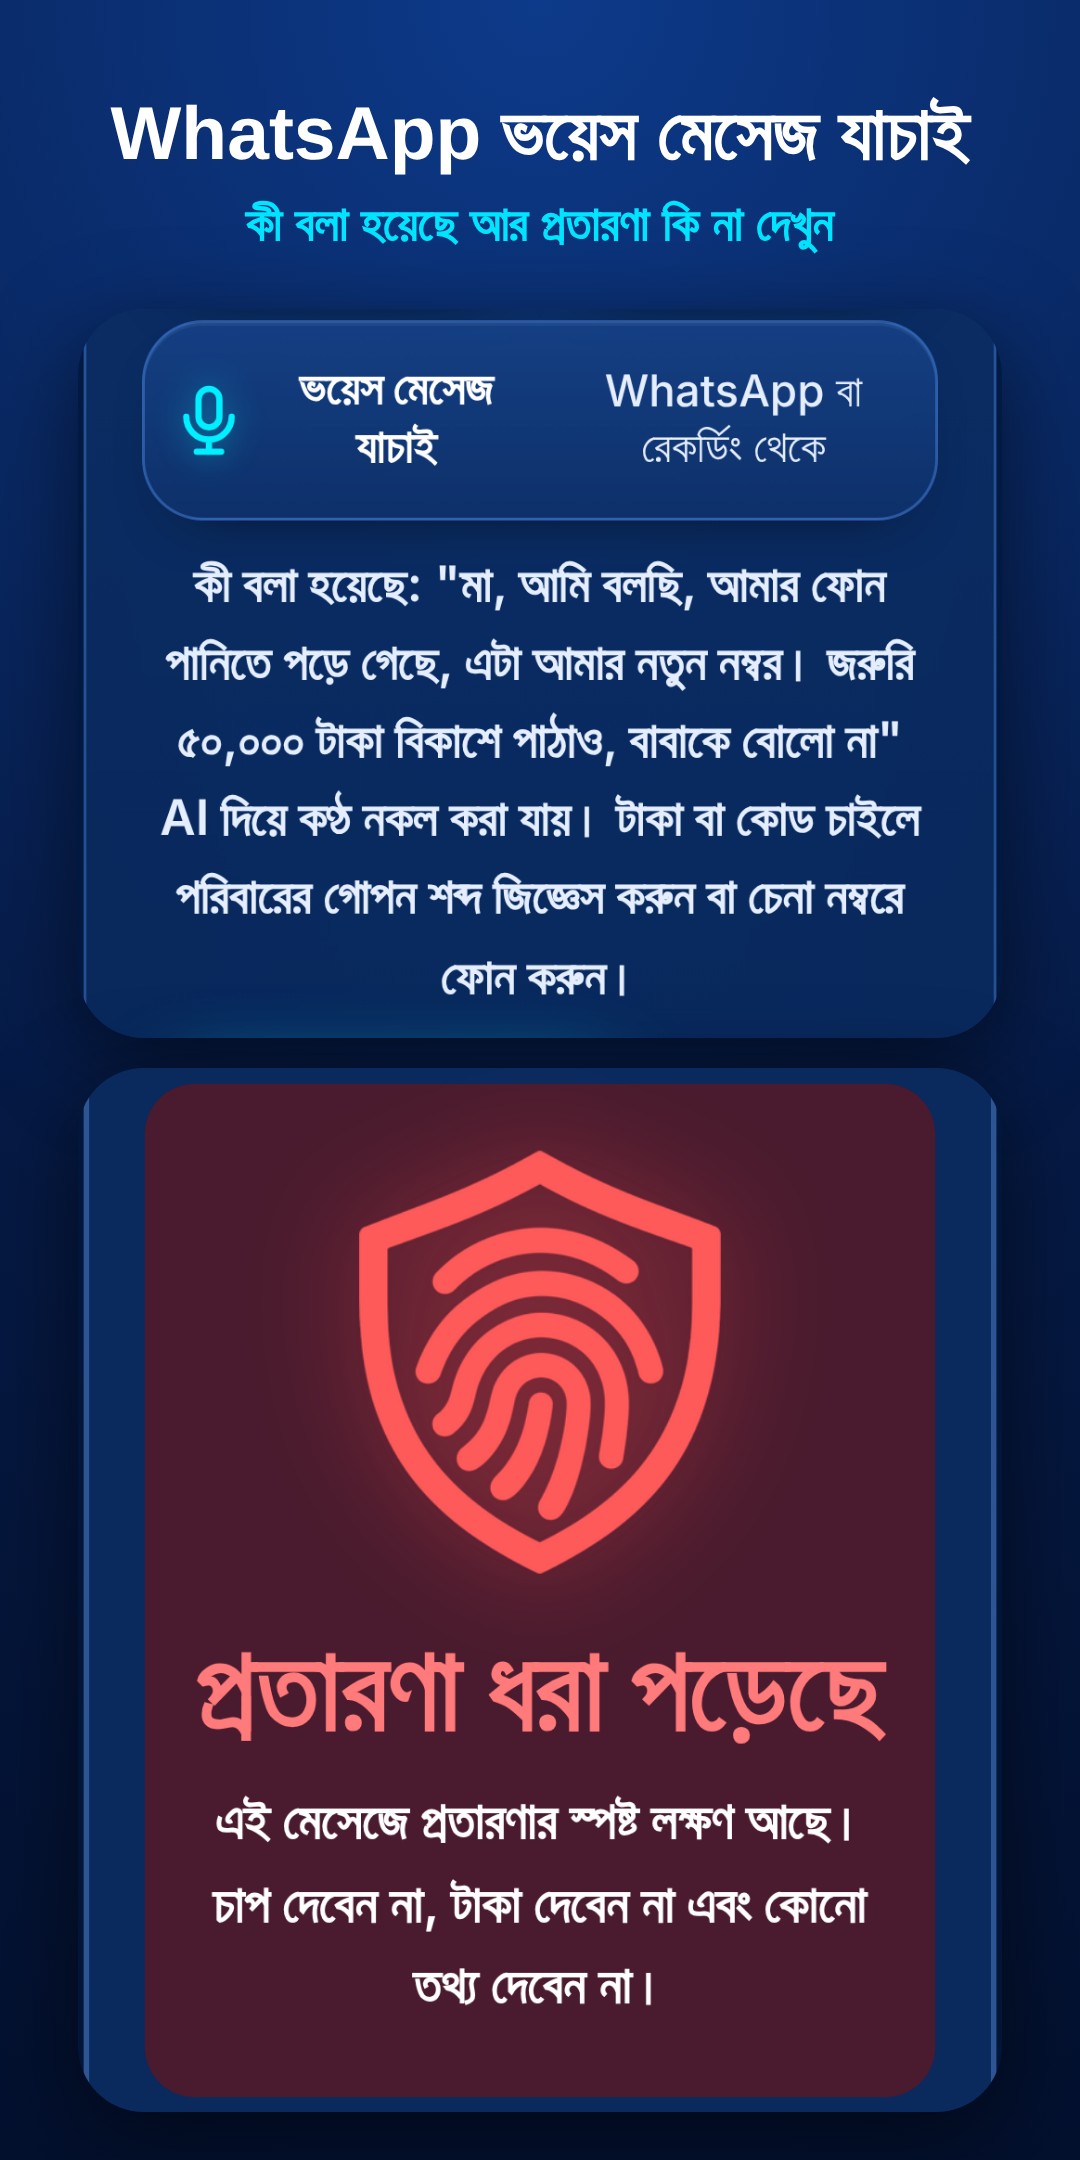 WhatsApp ভয়েস মেসেজ যাচাই
কী বলা হয়েছে আর প্রতারণা কি না দেখুন
ভয়েস মেসেজ
যাচাই
WhatsApp বা
রেকর্ডিং থেকে
কী বলা হয়েছে: "মা, আমি বলছি, আমার ফোন
পানিতে পড়ে গেছে, এটা আমার নতুন নম্বর। জরুরি
৫০,০০০ টাকা বিকাশে পাঠাও, বাবাকে বোলো না"
AI দিয়ে কণ্ঠ নকল করা যায়। টাকা বা কোড চাইলে
পরিবারের গোপন শব্দ জিজ্ঞেস করুন বা চেনা নম্বরে
ফোন করুন।
প্রতারণা ধরা পড়েছে
এই মেসেজে প্রতারণার স্পষ্ট লক্ষণ আছে।
চাপ দেবেন না, টাকা দেবেন না এবং কোনো
তথ্য দেবেন না।